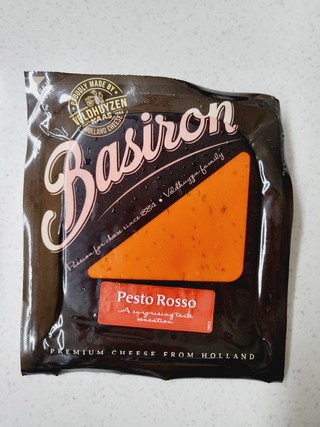 PROUDLY MADE BY
VELDHUYZEN
KAAS
HOLLAND CHEESE
Basiron
Passion for cheese since 1884 • Veldhuyzen family
Pesto Rosso
A surprising taste
sensation
PREMIUM CHEESE FROM HOLLAND